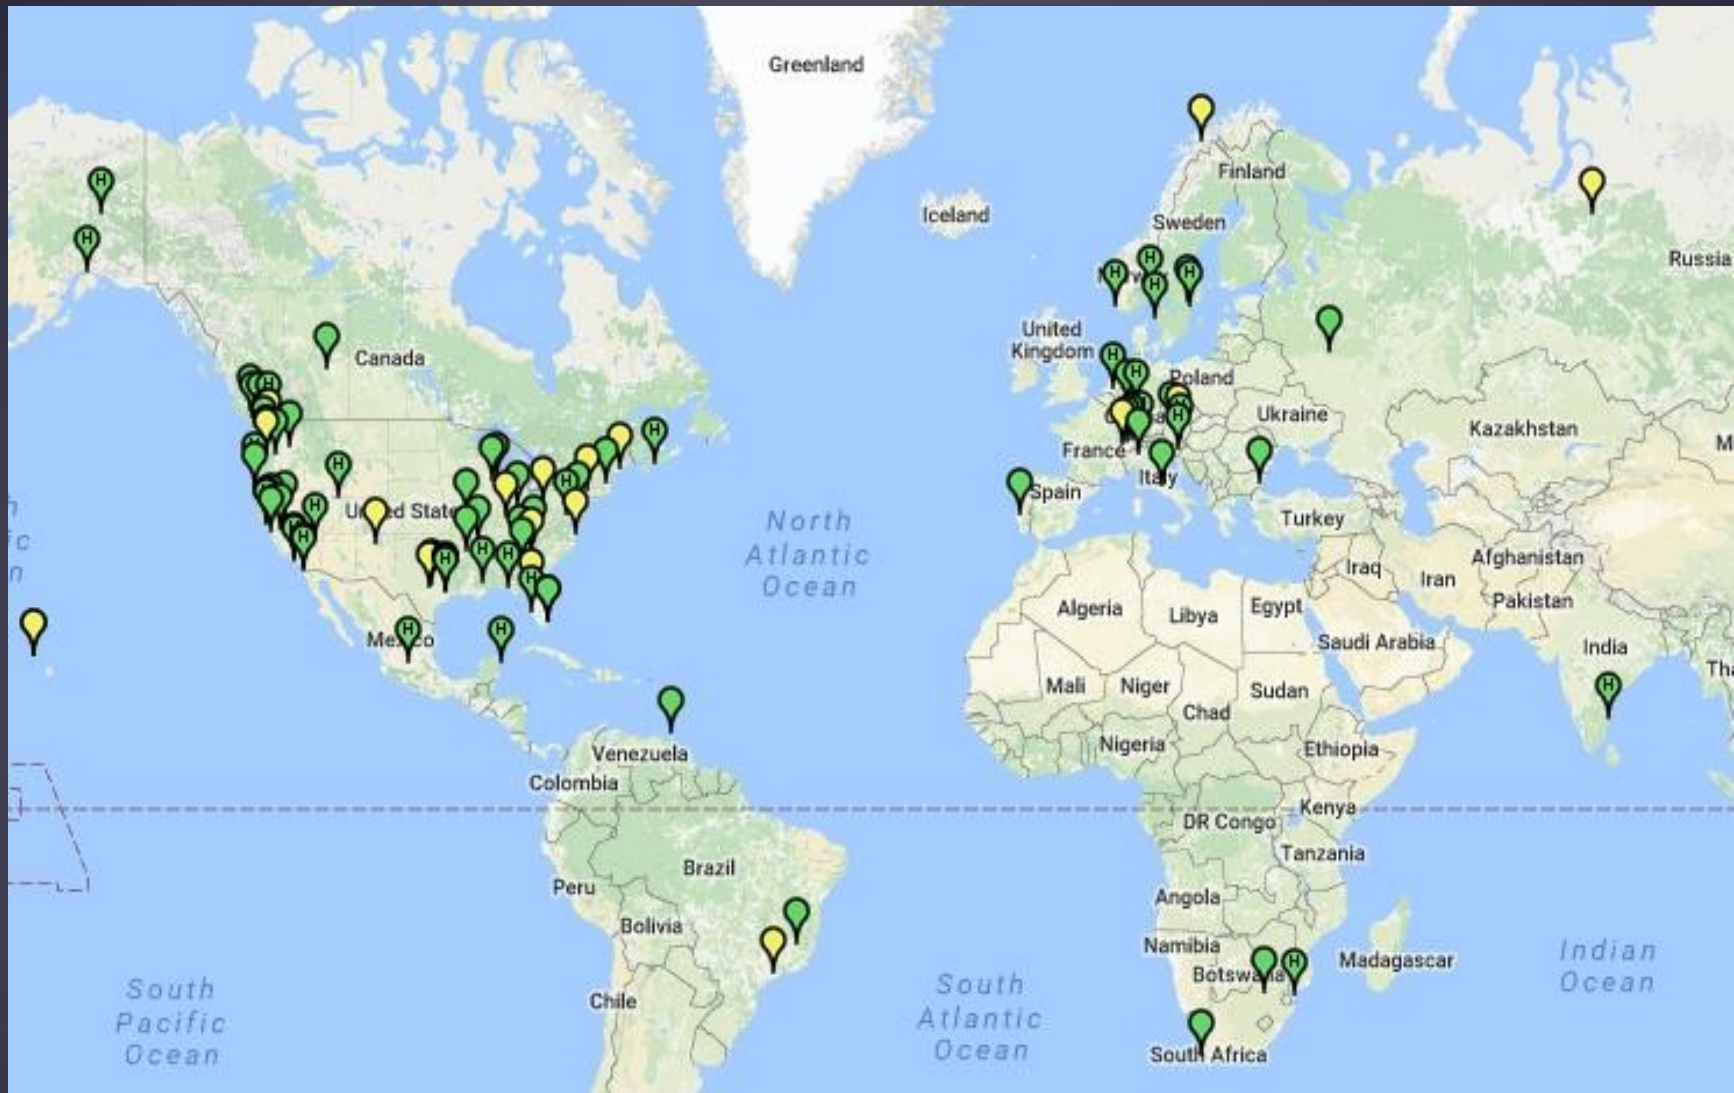 Greenland
Iceland
Finland
Sweden
Russia
Canada
United
Kingdom
Poland
Ukraine
Kazakhstan
France
Italy
Spain
Turkey
North
Atlantic
Ocean
Afghanistan
Iraq
Iran
Pakistan
Algeria
Libya
Egypt
Saudi Arabia
India
Mali
Niger
Chad
Sudan
Nigeria
Ethiopia
Venezuela
Colombia
Kenya
DR Congo
Tanzania
Brazil
Peru
Angola
Bolivia
Namibia
Botswana
Madagascar
Indian
Ocean
South
Pacific
Ocean
Chile
South
Atlantic
Ocean
South Africa
H